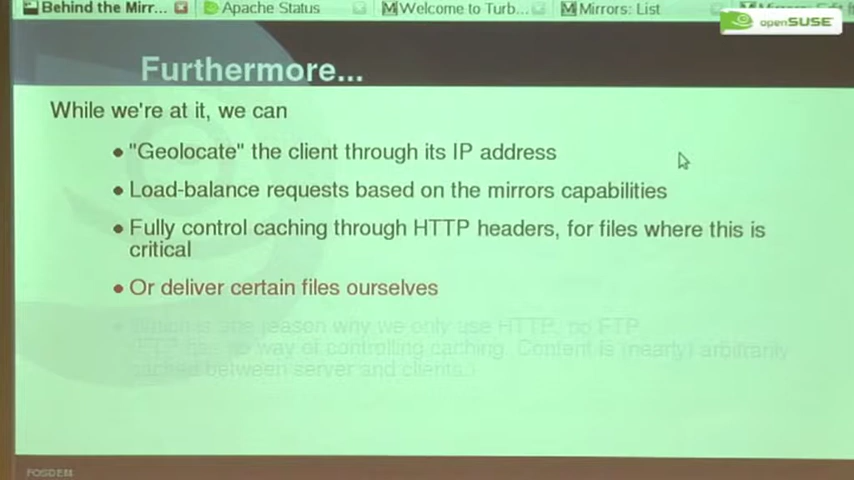 Behind the Mirr...
Apache Status
Welcome to Turb...
Mirrors: List
openSUSE
Furthermore...
While we're at it, we can
"Geolocate" the client through its IP address
Load-balance requests based on the mirrors capabilities
Fully control caching through HTTP headers, for files where this is
critical
Or deliver certain files ourselves
Which is one reason why we only use HTTP, no FTP.
FTP has no way of controlling caching. Content is (nearly) arbitrarily
cached between server and clients.)
FOSDEM